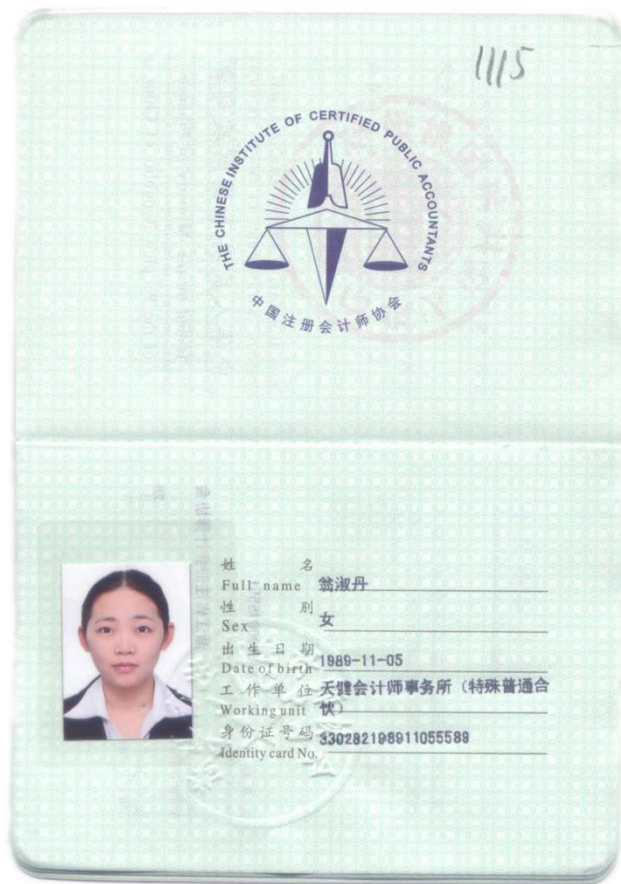 1115
THE CHINESE INSTITUTE OF CERTIFIED PUBLIC ACCOUNTANTS
中国注册会计师协会
姓名
Full name 翁淑丹
性别
Sex 女
出生日期
Date of birth 1989-11-05
工作单位 天健会计师事务所（特殊普通合
Working unit 伙）
身份证号码 330282198911055589
Identity card No.